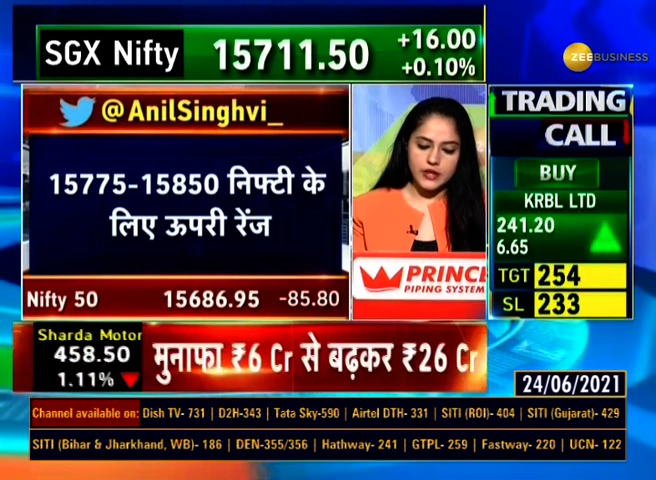 SGX Nifty 15711.50 +16.00
+0.10%
ZEE BUSINESS
@AnilSinghvi_
15775-15850 निफ्टी के
लिए ऊपरी रेंज
Nifty 50 15686.95 -85.80
PRINCE
PIPING SYSTEM
TRADING
CALL
BUY
KRBL LTD
241.20
6.65
TGT 254
SL 233
Sharda Motor
458.50
1.11%
मुनाफा ₹6 Cr से बढ़कर ₹26 Cr
24/06/2021
Channel available on: Dish TV- 731 | D2H-343 | Tata Sky-590 | Airtel DTH- 331 | SITI (ROI)- 404 | SITI (Gujarat)- 429
SITI (Bihar & Jharkhand, WB)- 186 | DEN-355/356 | Hathway- 241 | GTPL- 259 | Fastway- 220 | UCN- 122